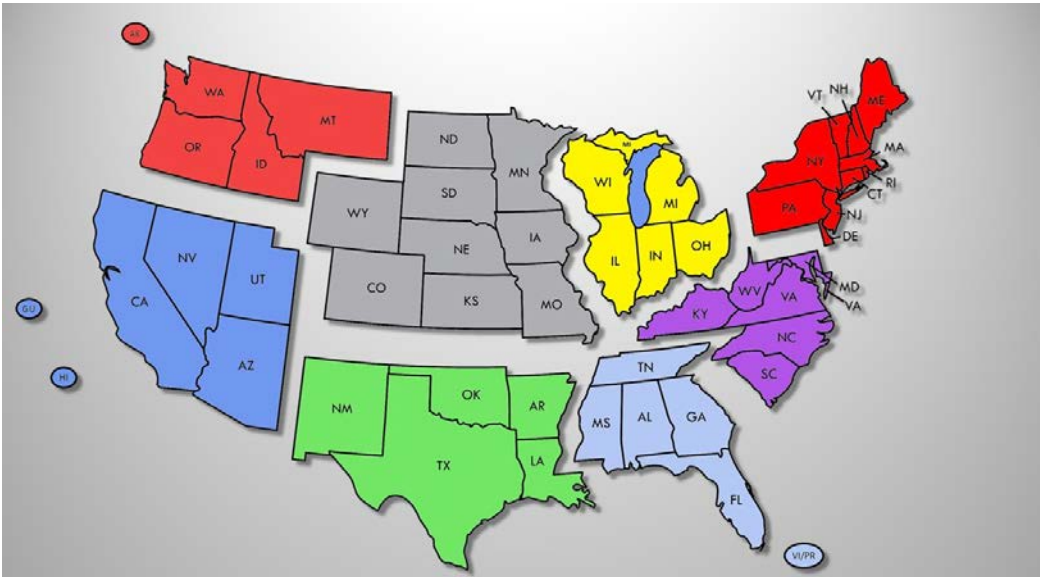 AK
WA
MT
OR
ID
ND
MN
SD
WY
NE
IA
CO
KS
MO
MI
WI
MI
IL
IN
OH
VT
NH
ME
NY
MA
RI
CT
PA
NJ
DE
NV
UT
CA
AZ
GU
HI
WV
VA
MD
VA
KY
NC
SC
NM
OK
AR
TX
LA
TN
MS
AL
GA
FL
VI/PR